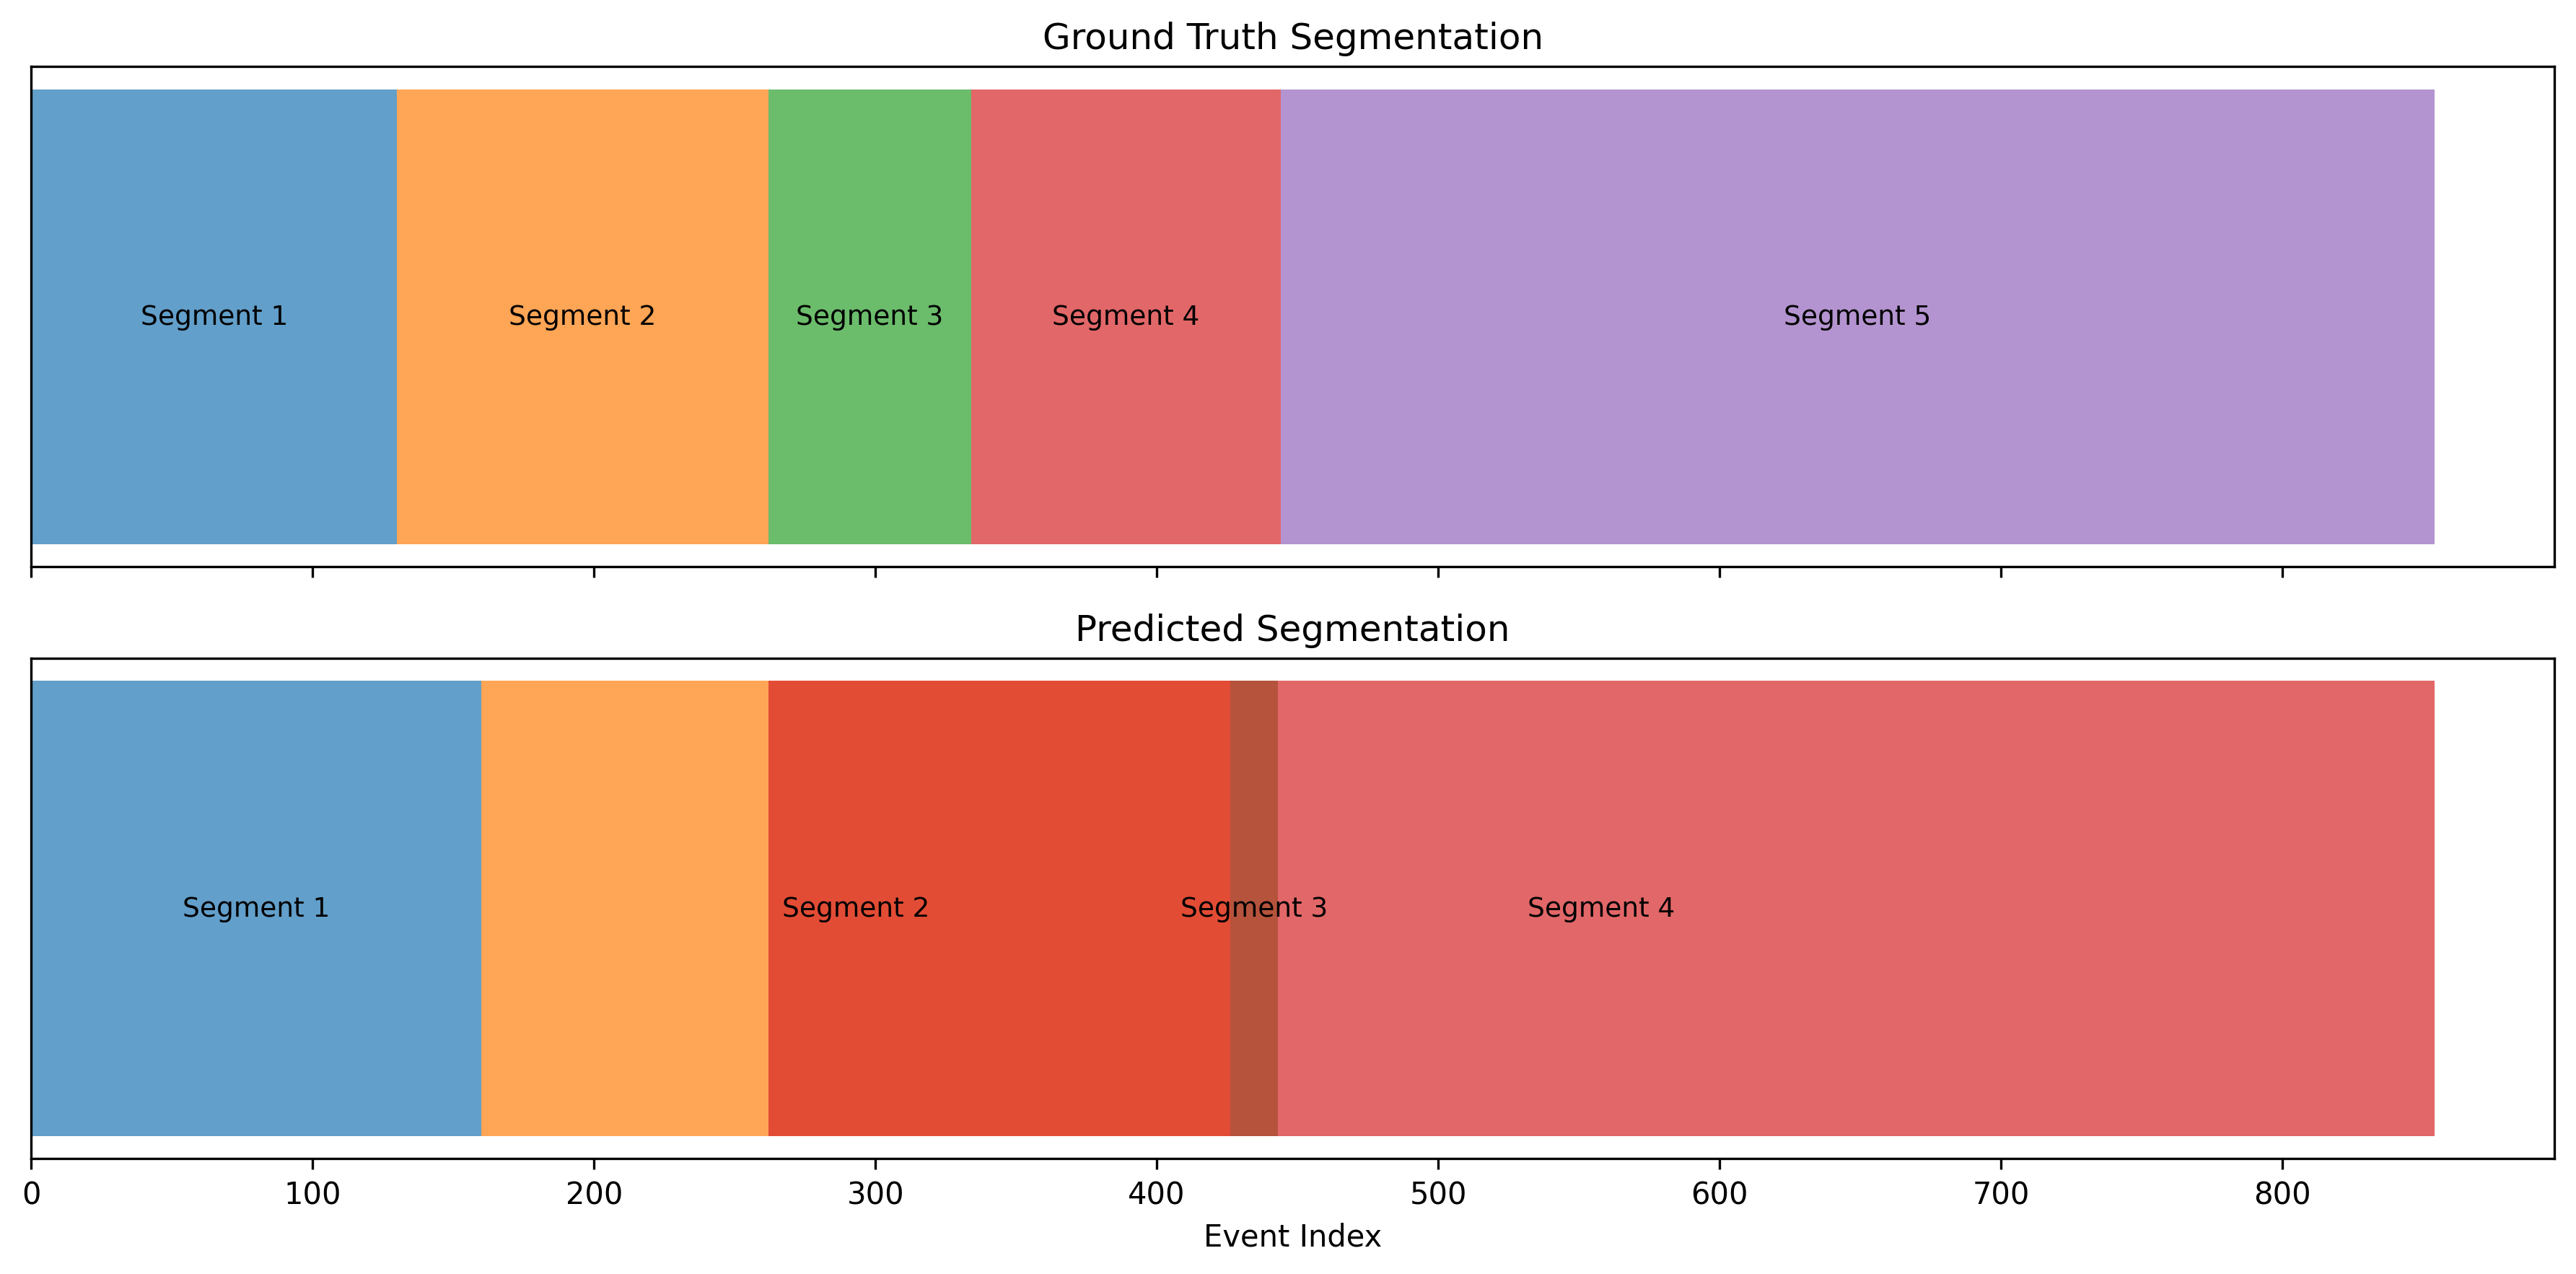 Ground Truth Segmentation
Segment 1 Segment 2 Segment 3 Segment 4 Segment 5
Predicted Segmentation
Segment 1 Segment 2 Segment 3 Segment 4
0 100 200 300 400 500 600 700 800
Event Index